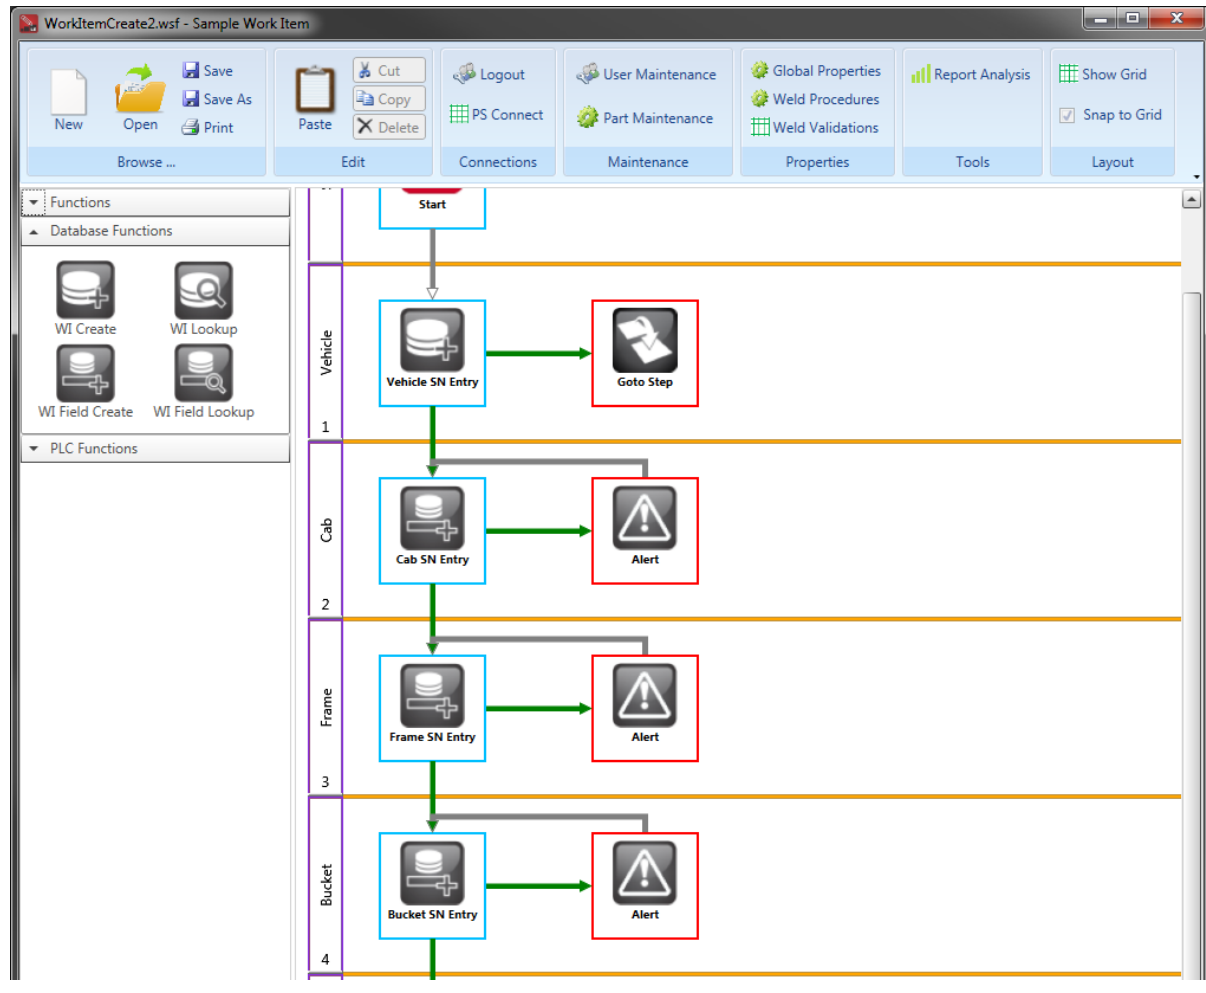 WorkItemCreate2.wsf - Sample Work Item
New
Open
Save
Save As
Print
Browse ...
Paste
Cut
Copy
Delete
Edit
Logout
PS Connect
Connections
User Maintenance
Part Maintenance
Maintenance
Global Properties
Weld Procedures
Weld Validations
Properties
Report Analysis
Tools
Show Grid
Snap to Grid
Layout
Functions
Database Functions
WI Create
WI Lookup
WI Field Create
WI Field Lookup
PLC Functions
Start
Vehicle
1
Vehicle SN Entry
Goto Step
Cab
2
Cab SN Entry
Alert
Frame
3
Frame SN Entry
Alert
Bucket
4
Bucket SN Entry
Alert